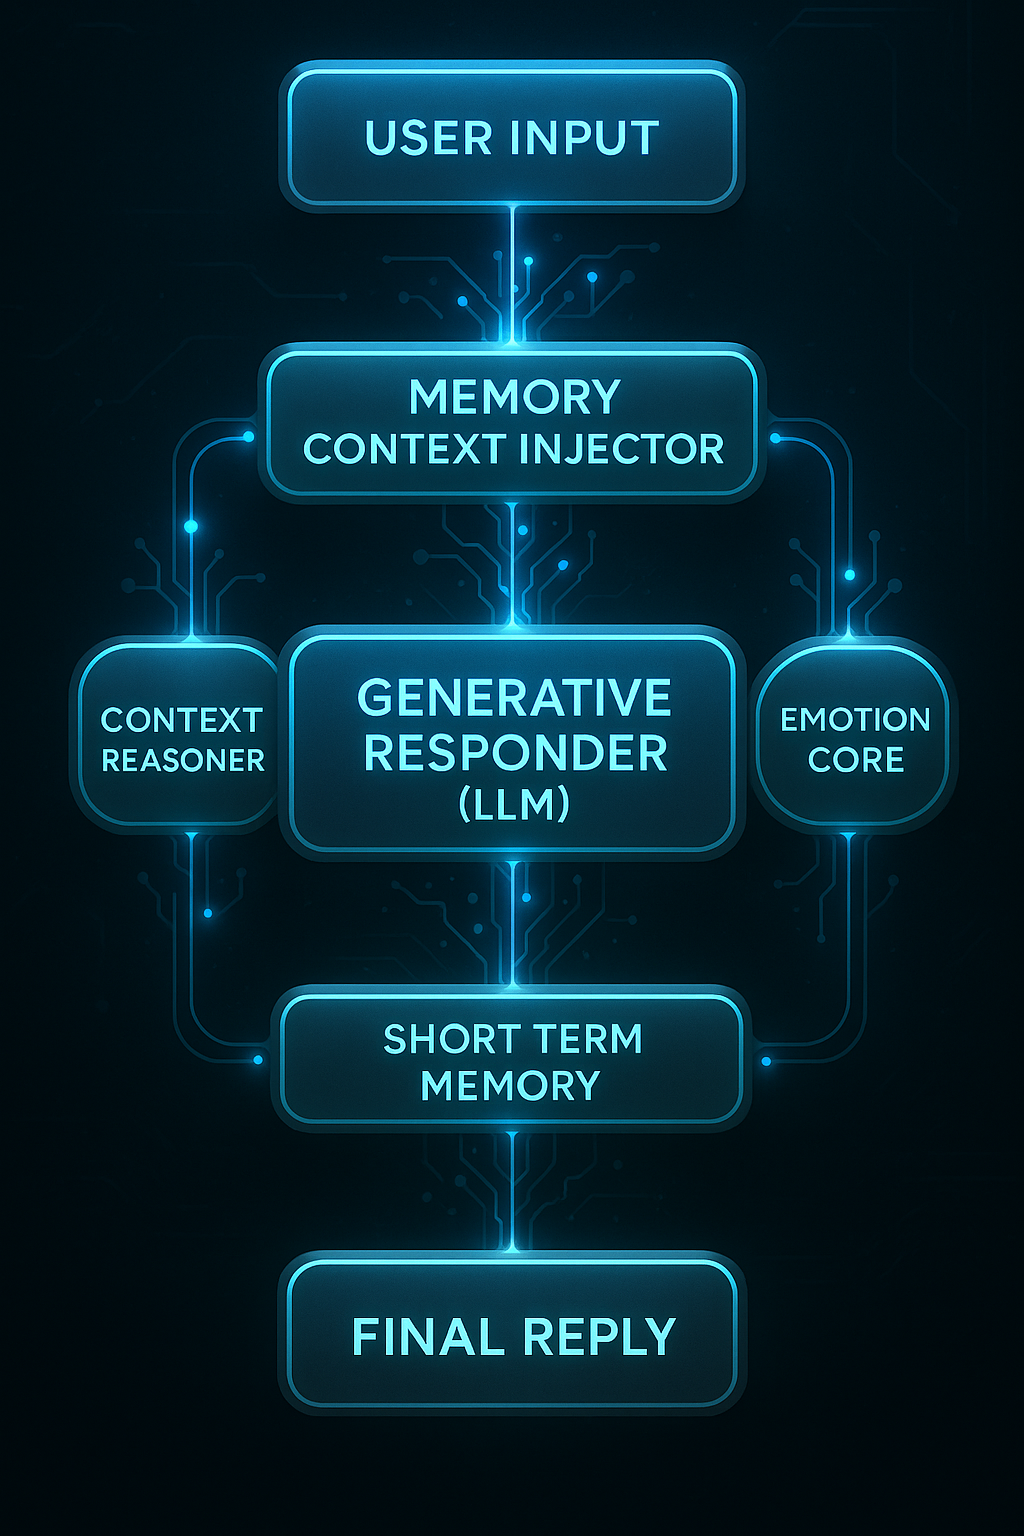 USER INPUT
MEMORY
CONTEXT INJECTOR
CONTEXT
REASONER
GENERATIVE
RESPONDER
(LLM)
EMOTION
CORE
SHORT TERM
MEMORY
FINAL REPLY